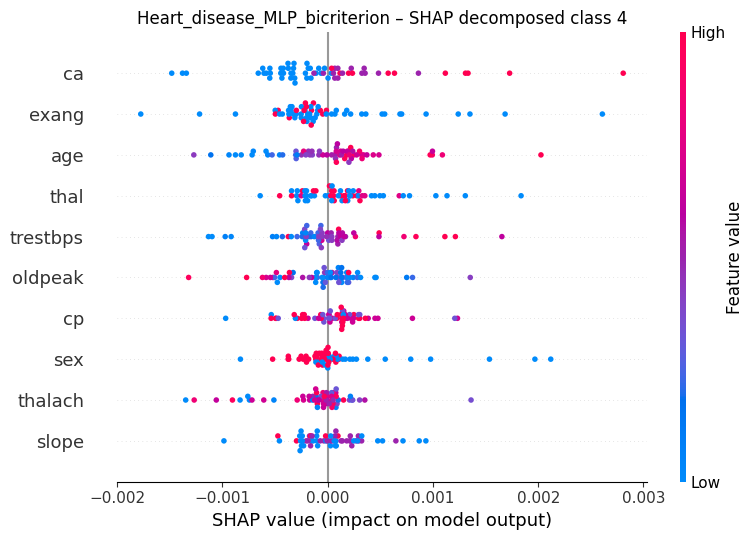 Heart_disease_MLP_bicriterion – SHAP decomposed class 4
High
ca
exang
age
thal
trestbps
oldpeak
cp
sex
thalach
slope
Feature value
Low
−0.002 −0.001 0.000 0.001 0.002 0.003
SHAP value (impact on model output)